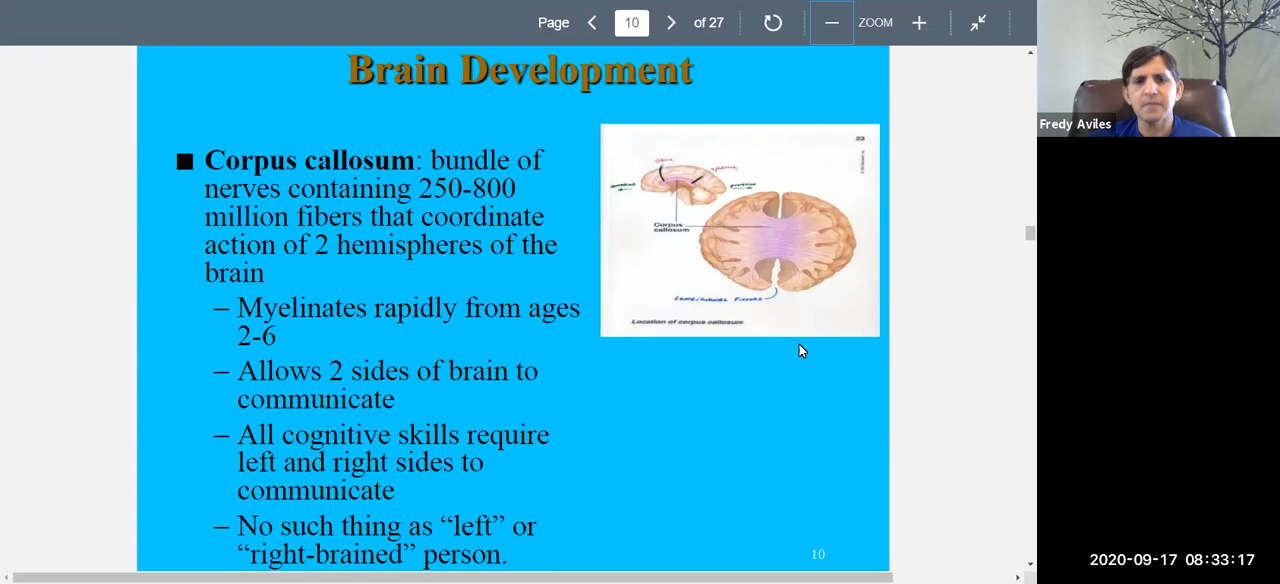 Page 10 of 27 ZOOM
Fredy Aviles
Brain Development
Corpus callosum: bundle of
nerves containing 250-800
million fibers that coordinate
action of 2 hemispheres of the
brain
– Myelinates rapidly from ages
2-6
– Allows 2 sides of brain to
communicate
– All cognitive skills require
left and right sides to
communicate
– No such thing as “left” or
“right-brained” person.
Corpus
callosum
Location of corpus callosum
10
2020-09-17 08:33:17